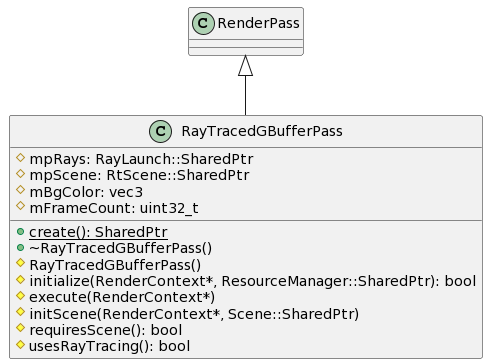 C RenderPass
C RayTracedGBufferPass
mpRays: RayLaunch::SharedPtr
mpScene: RtScene::SharedPtr
mBgColor: vec3
mFrameCount: uint32_t
create(): SharedPtr
~RayTracedGBufferPass()
RayTracedGBufferPass()
initialize(RenderContext*, ResourceManager::SharedPtr): bool
execute(RenderContext*)
initScene(RenderContext*, Scene::SharedPtr)
requiresScene(): bool
usesRayTracing(): bool